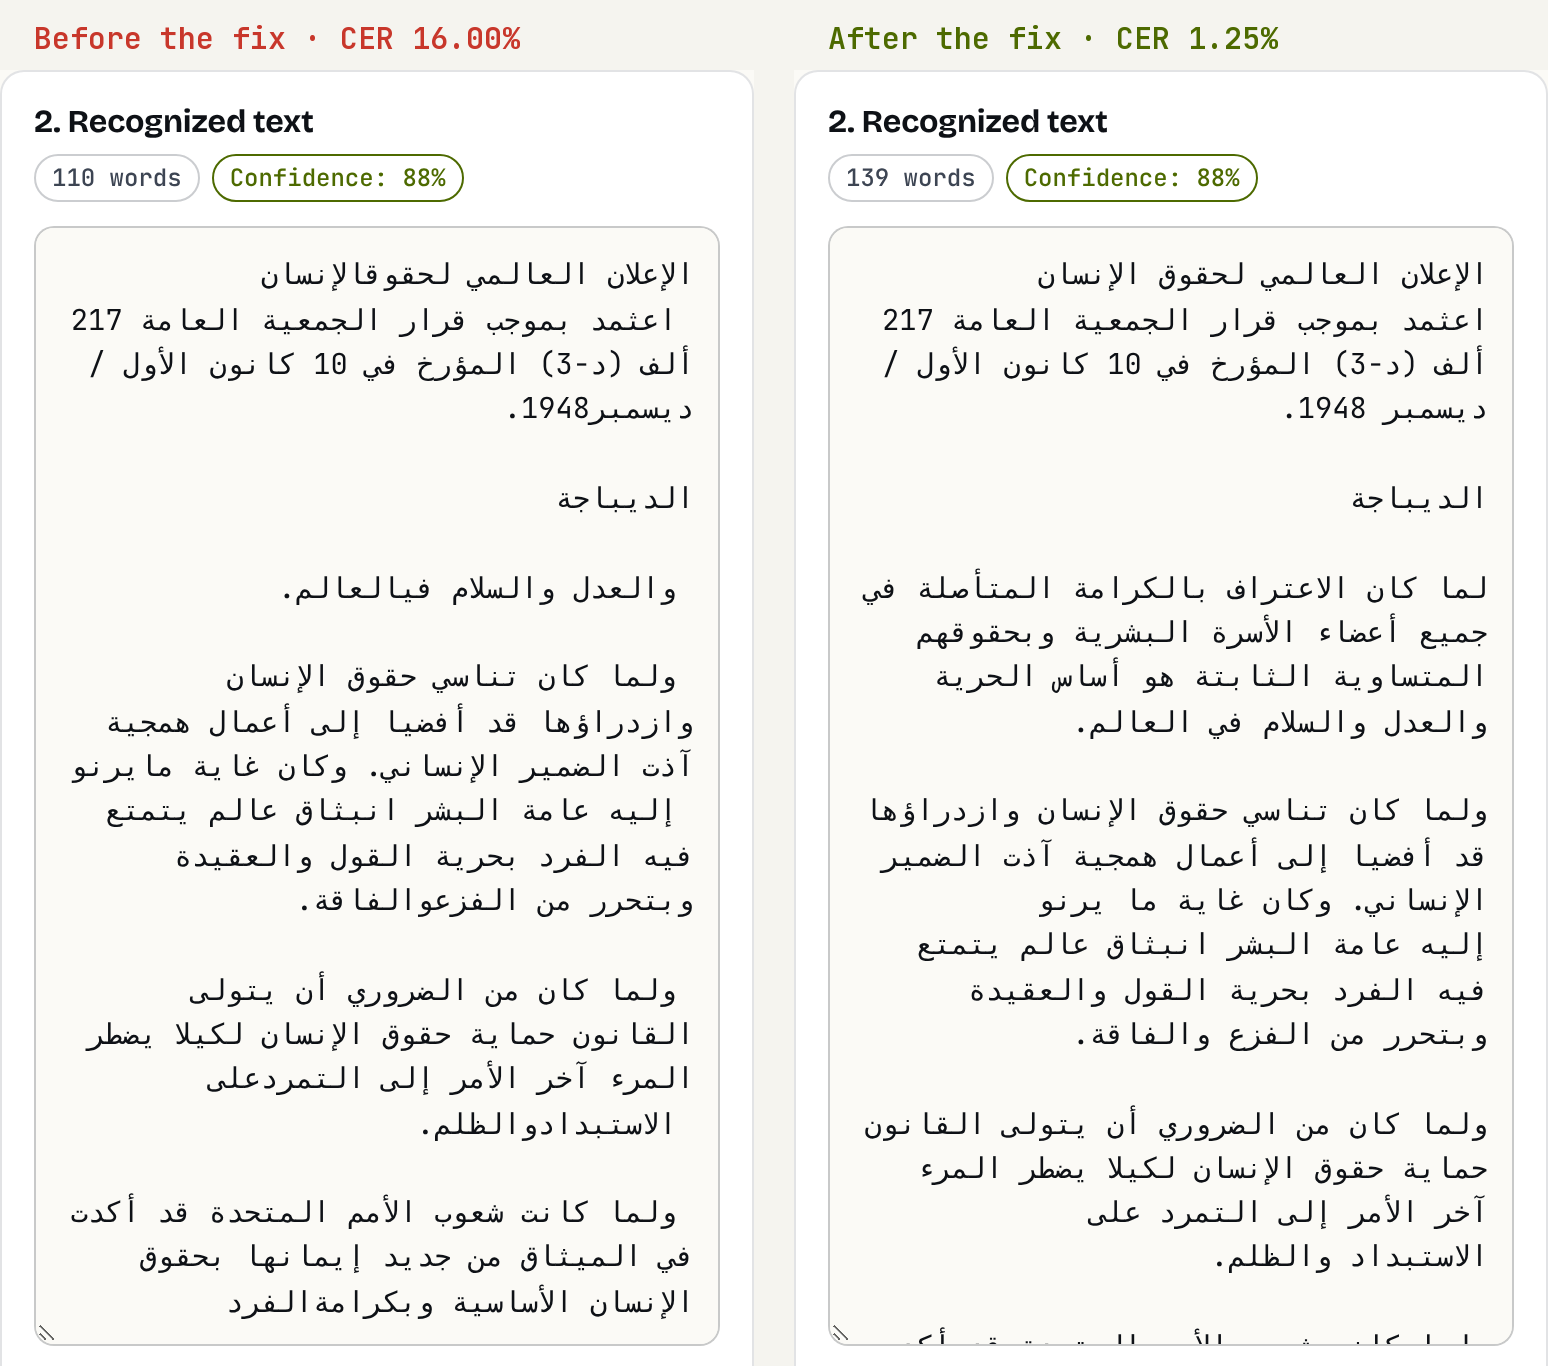 Before the fix · CER 16.00%
2. Recognized text
110 words
Confidence: 88%
الإعلان العالمي لحقوقالإنسان
اعثمد بموجب قرار الجمعية العامة 217
ألف (د-3) المؤرخ في 10 كانون الأول /
ديسمبر1948.
الديباجة
والعدل والسلام فيالعالم.
ولما كان تناسي حقوق الإنسان
وازدراؤها قد أفضيا إلى أعمال همجية
آذت الضمير الإنساني. وكان غاية مايرنو
إليه عامة البشر انبثاق عالم يتمتع
فيه الفرد بحرية القول والعقيدة
وبتحرر من الفزعوالفاقة.
ولما كان من الضروري أن يتولى
القانون حماية حقوق الإنسان لكيلا يضطر
المرء آخر الأمر إلى التمردعلى
الاستبدادوالظلم.
ولما كانت شعوب الأمم المتحدة قد أكدت
في الميثاق من جديد إيمانها بحقوق
الإنسان الأساسية وبكرامةالفرد
After the fix · CER 1.25%
2. Recognized text
139 words
Confidence: 88%
الإعلان العالمي لحقوق الإنسان
اعثمد بموجب قرار الجمعية العامة 217
ألف (د-3) المؤرخ في 10 كانون الأول /
ديسمبر 1948.
الديباجة
لما كان الاعتراف بالكرامة المتأصلة في
جميع أعضاء الأسرة البشرية وبحقوقهم
المتساوية الثابتة هو أساس الحرية
والعدل والسلام في العالم.
ولما كان تناسي حقوق الإنسان وازدراؤها
قد أفضيا إلى أعمال همجية آذت الضمير
الإنساني. وكان غاية ما يرنو
إليه عامة البشر انبثاق عالم يتمتع
فيه الفرد بحرية القول والعقيدة
وبتحرر من الفزع والفاقة.
ولما كان من الضروري أن يتولى القانون
حماية حقوق الإنسان لكيلا يضطر المرء
آخر الأمر إلى التمرد على
الاستبداد والظلم.